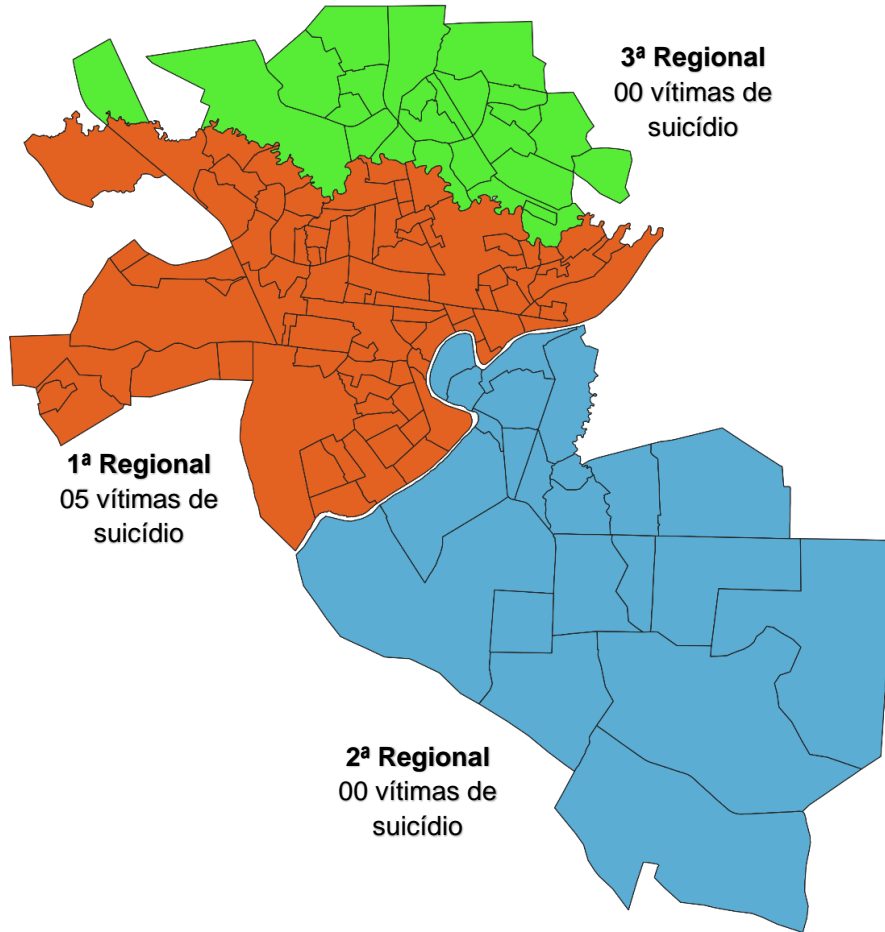 3ª Regional
00 vítimas de
suicídio
1ª Regional
05 vítimas de
suicídio
2ª Regional
00 vítimas de
suicídio